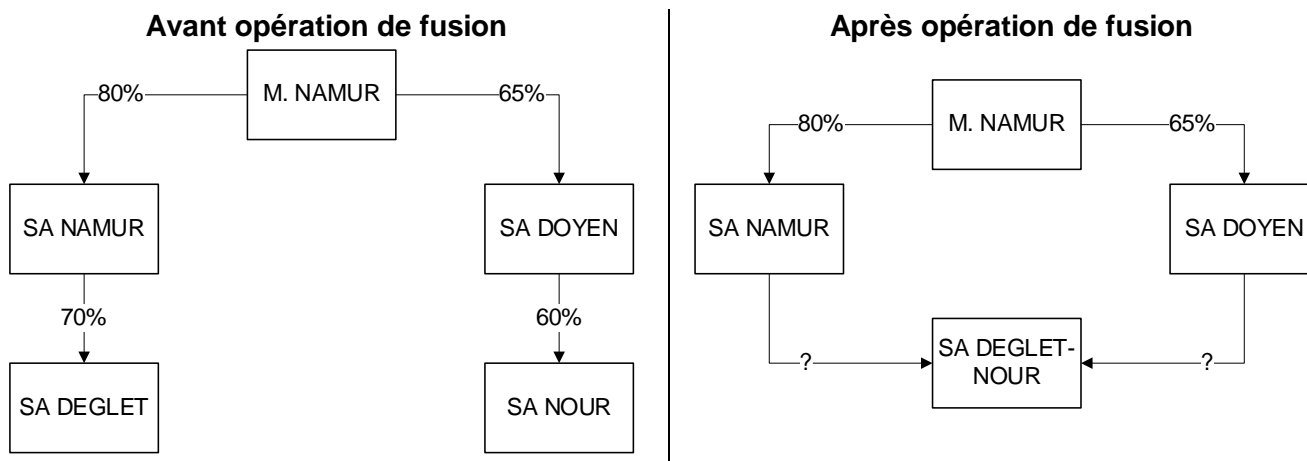 Avant opération de fusion
80%
M. NAMUR
65%
SA NAMUR
SA DOYEN
70%
60%
SA DEGLET
SA NOUR
Après opération de fusion
80%
M. NAMUR
65%
SA NAMUR
SA DOYEN
?
SA DEGLET-
NOUR
?